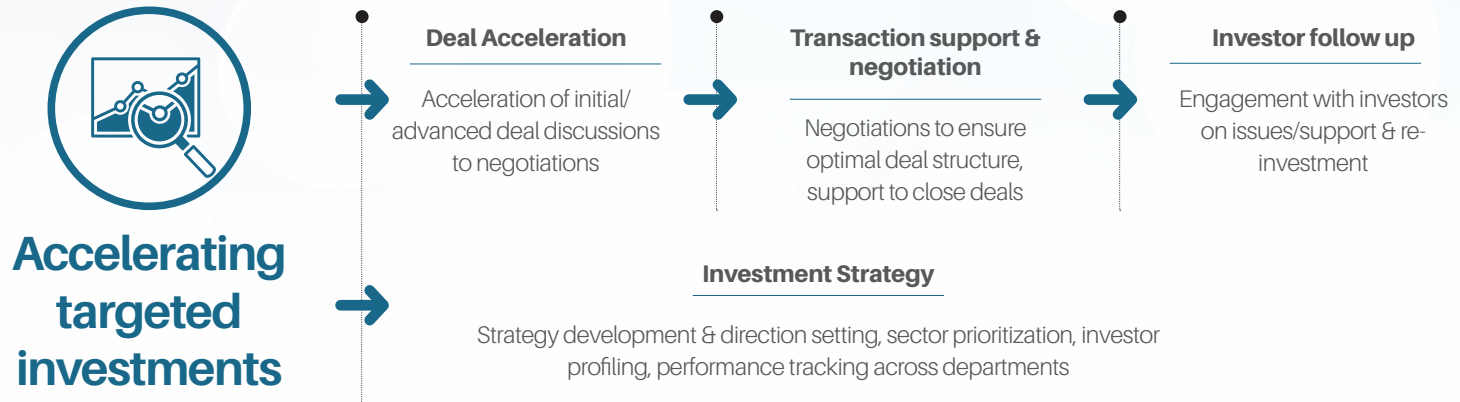 Accelerating
targeted
investments
Deal Acceleration
Acceleration of initial/
advanced deal discussions
to negotiations
Transaction support &
negotiation
Negotiations to ensure
optimal deal structure,
support to close deals
Investor follow up
Engagement with investors
on issues/support & re-
investment
Investment Strategy
Strategy development & direction setting, sector prioritization, investor
profiling, performance tracking across departments